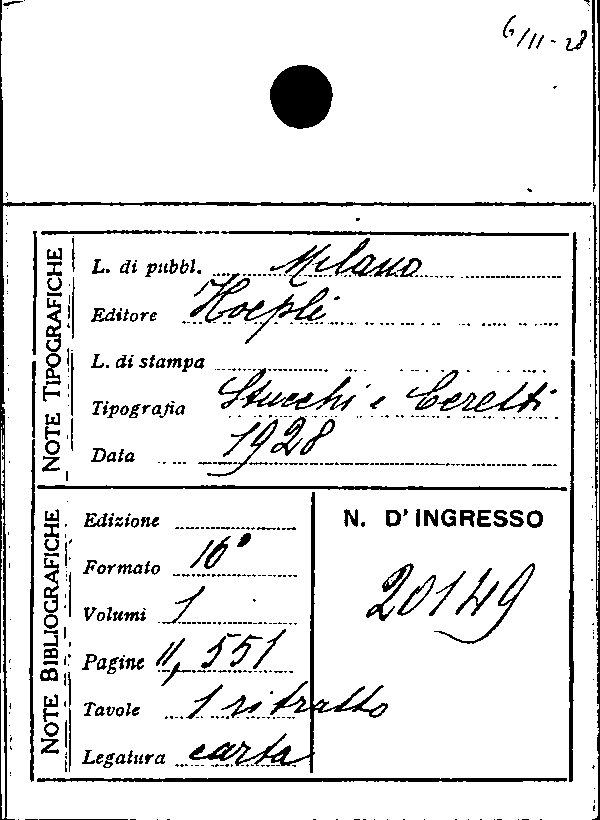 6/11-28
NOTE TIPOGRAFICHE
L. di pubbl. Milano
Editore Hoepli
L. di stampa
Tipografia Stucchi e Ceretti
Data 1928
NOTE BIBLIOGRAFICHE
Edizione
Formato 16°
Volumi 1
Pagine 11, 551
Tavole 1 ritratto
Legatura carta
N. D'INGRESSO
20149